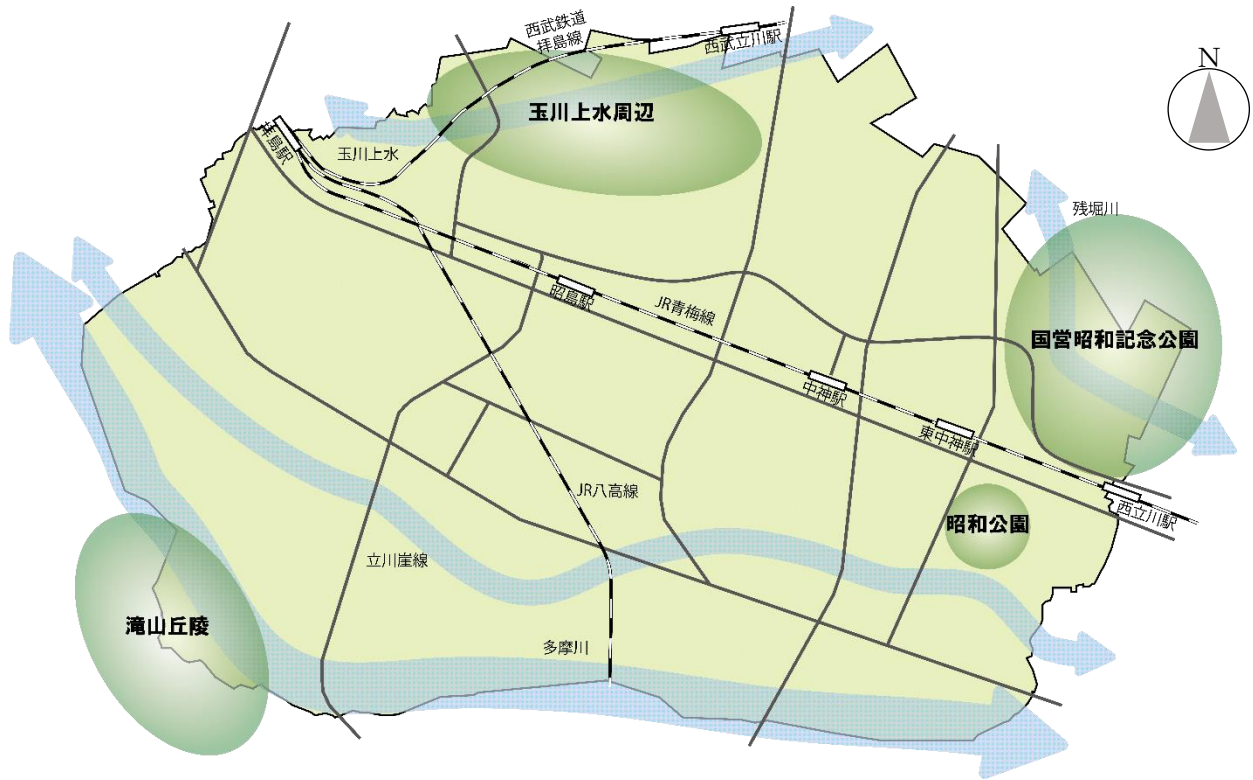 西武鉄道
拝島線
西武立川駅
N
玉川上水周辺
拝島駅
玉川上水
残堀川
昭島駅
JR青梅線
国営昭和記念公園
中神駅
東中神駅
JR八高線
西立川駅
昭和公園
立川崖線
滝山丘陵
多摩川